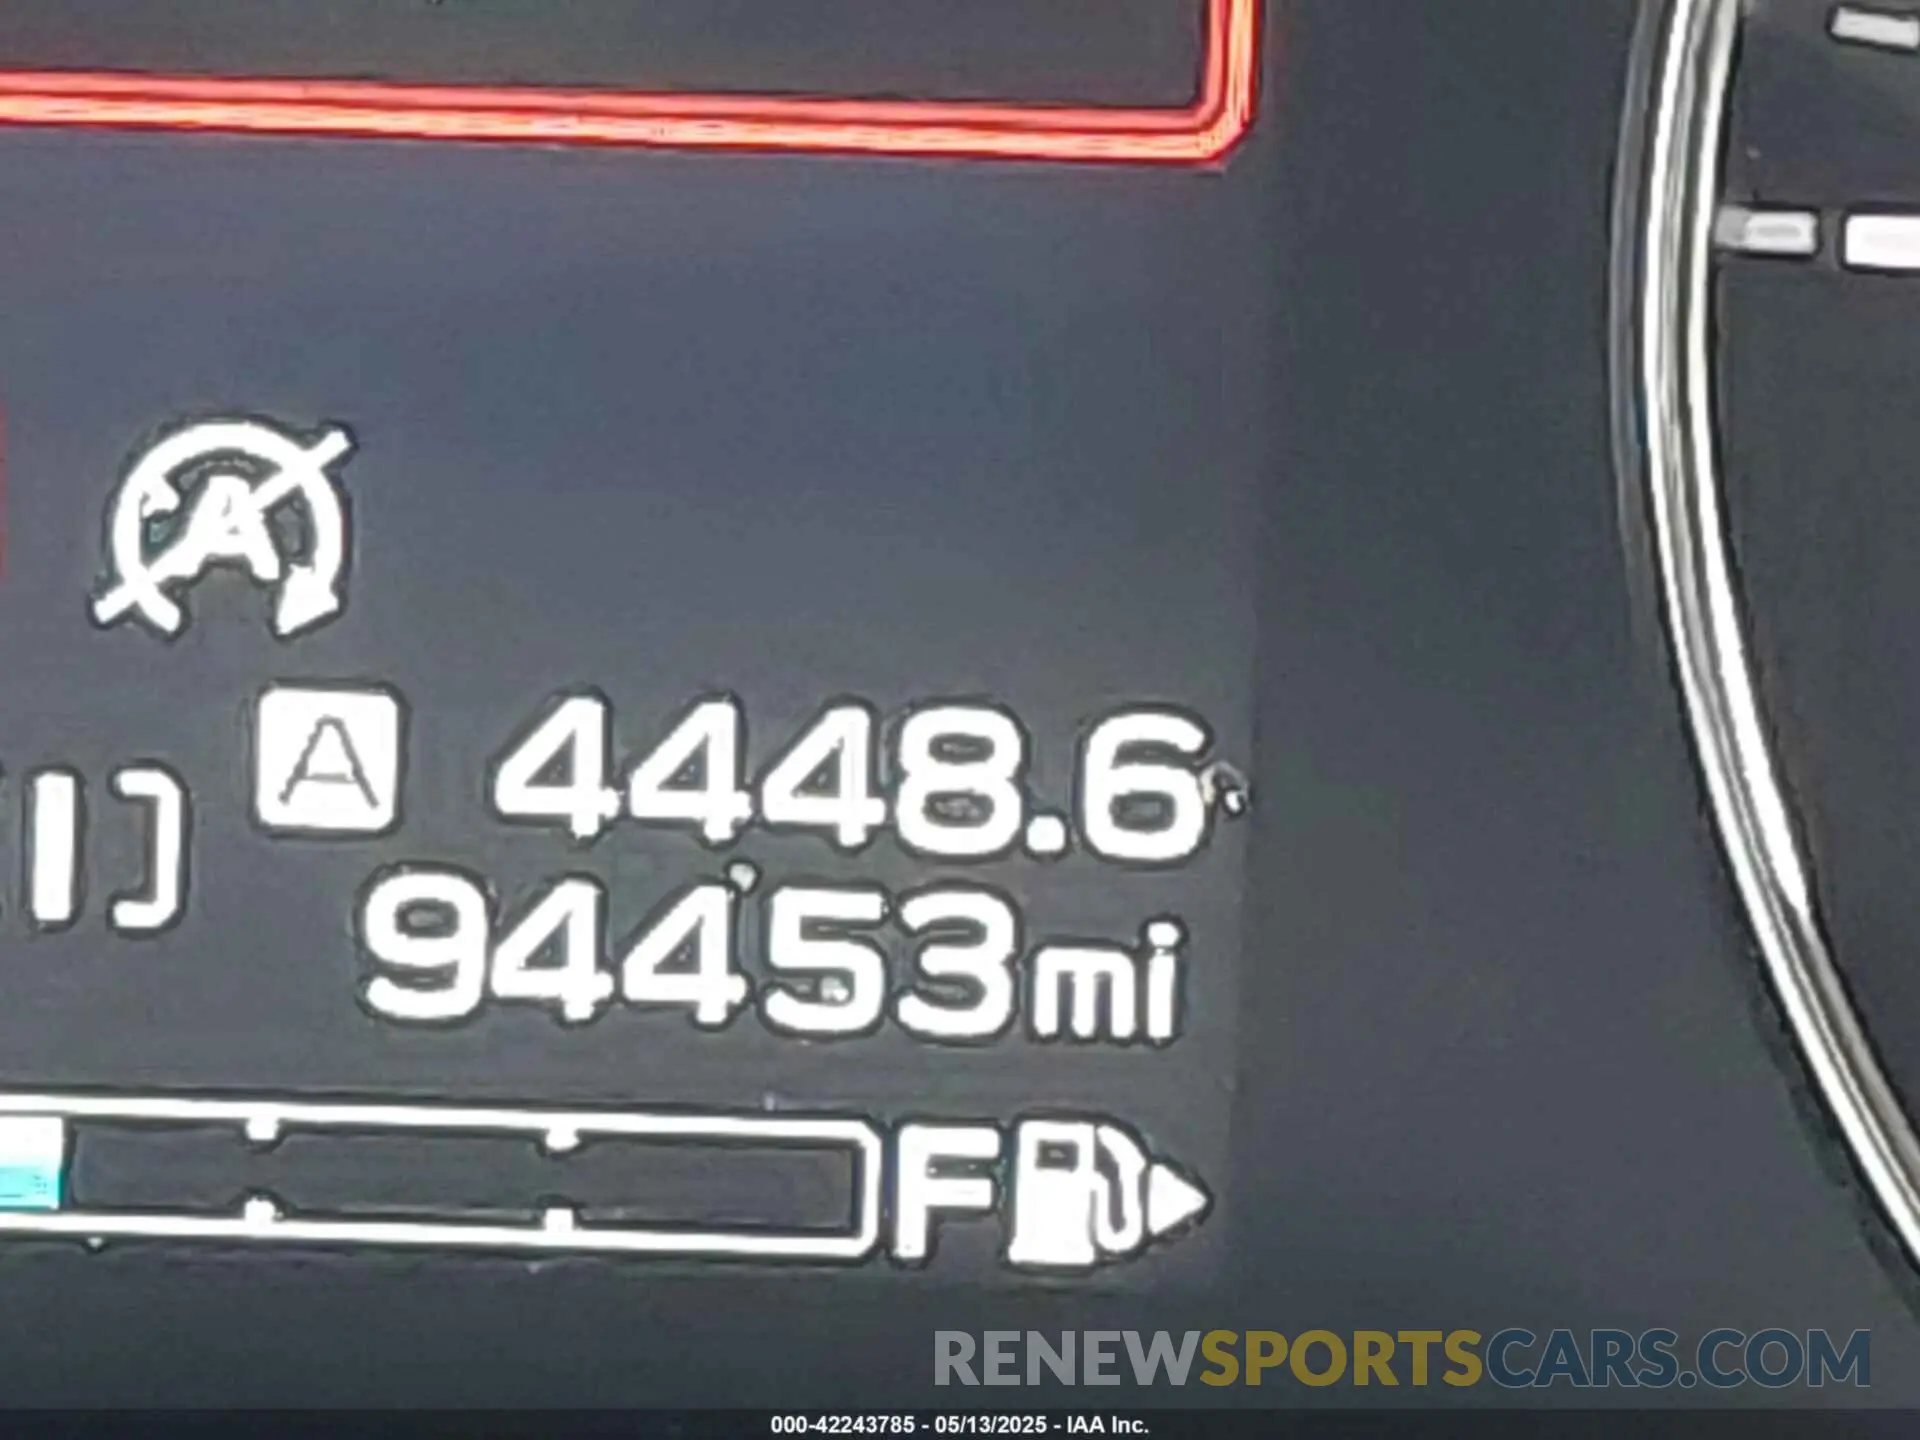 A
A 4448.6
94453mi
F
RENEWSPORTSCARS.COM
000-42243785 - 05/13/2025 - IAA Inc.